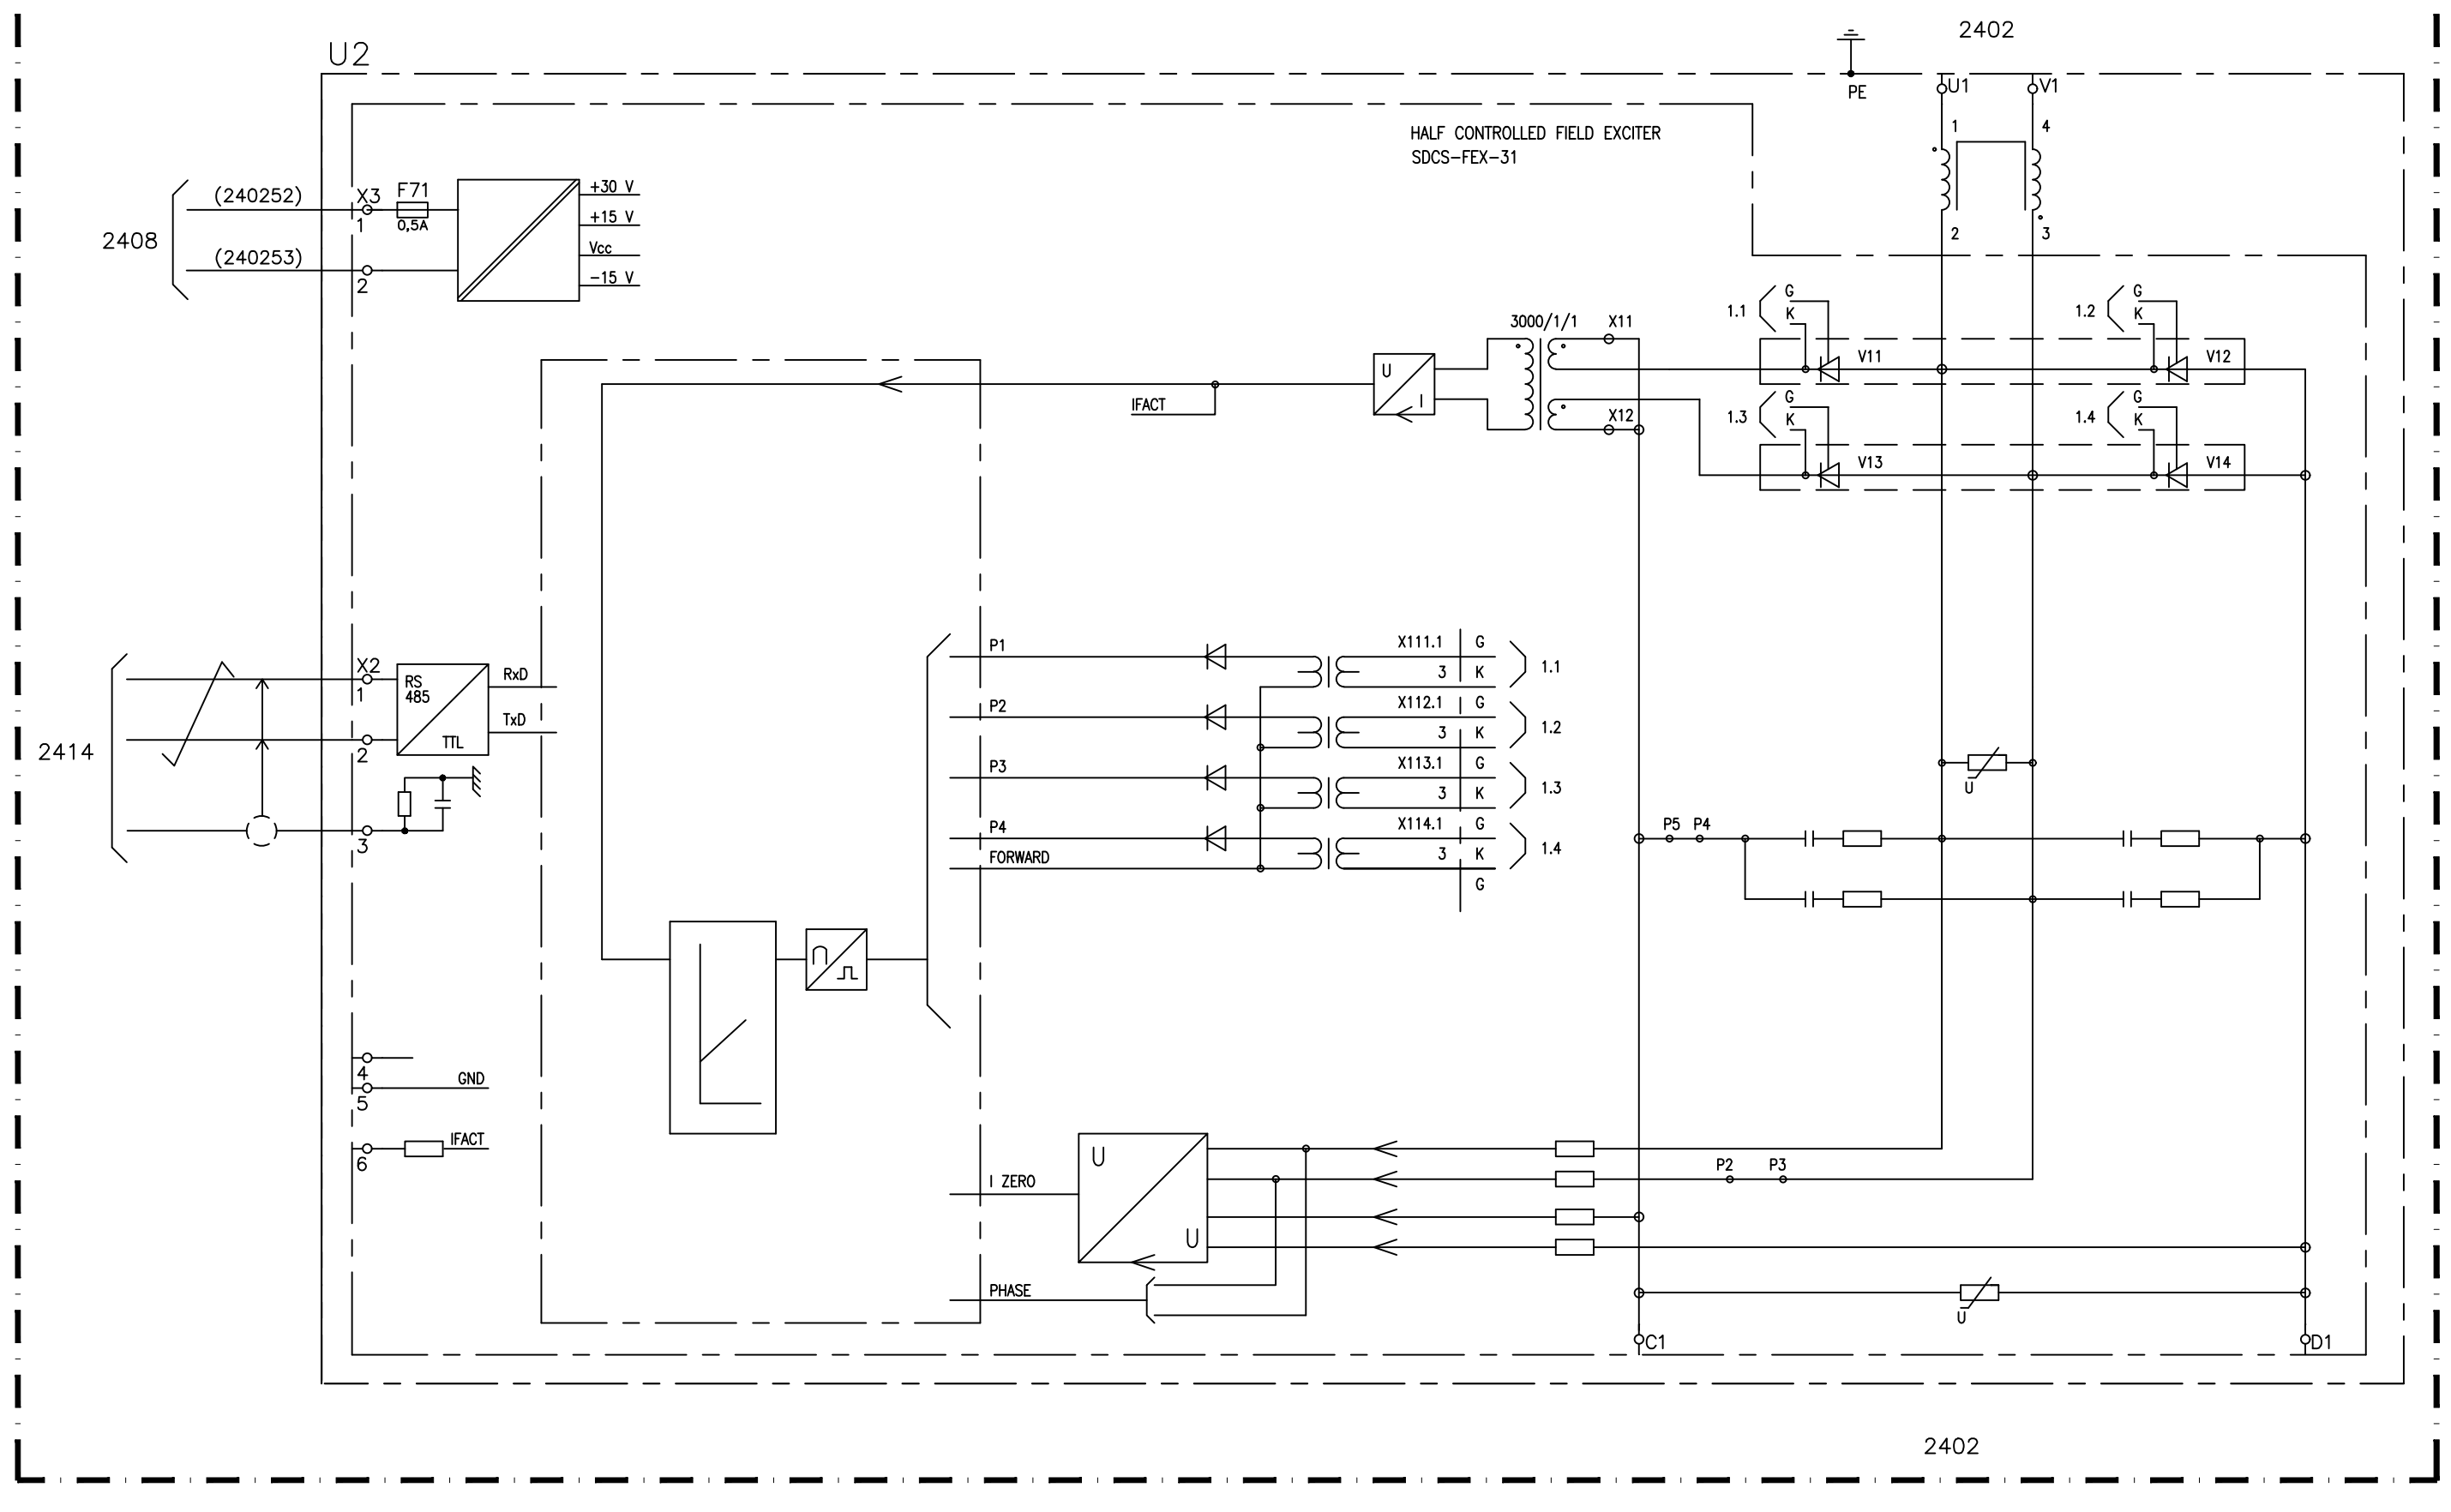 2402
U2
PE
U1
V1
HALF CONTROLLED FIELD EXCITER
SDCS-FEX-31
1
4
2
3
2408
(240252)
(240253)
X3
1
2
F71
0,5A
+30 V
+15 V
Vcc
-15 V
3000/1/1
X11
X12
U
I
IFACT
1.1
G
K
V11
1.2
G
K
V12
1.3
G
K
V13
1.4
G
K
V14
2414
X2
1
2
3
RS
485
TTL
RxD
TxD
P1
X111.1
G
3
K
1.1
P2
X112.1
G
3
K
1.2
P3
X113.1
G
3
K
1.3
P4
X114.1
G
FORWARD
3
K
1.4
G
U
P5
P4
4
5
GND
6
IFACT
I ZERO
U
U
P2
P3
PHASE
U
C1
D1
2402